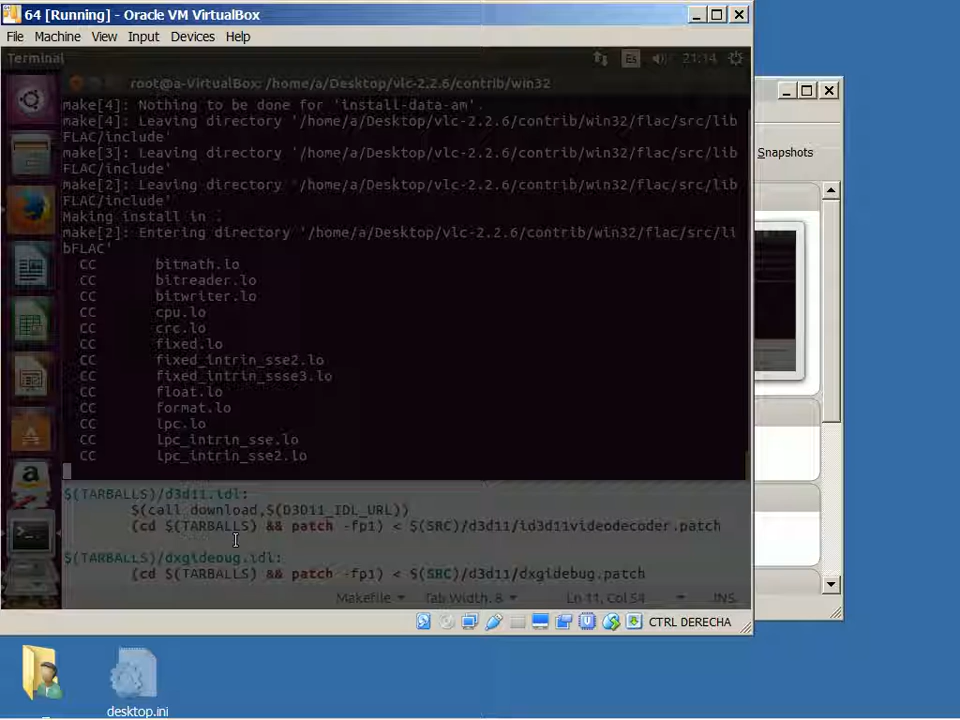 64 [Running] - Oracle VM VirtualBox
File Machine View Input Devices Help
Terminal
Es
21:14
root@a-VirtualBox: /home/a/Desktop/vlc-2.2.6/contrib/win32
make[4]: Nothing to be done for 'install-data-am'.
make[4]: Leaving directory '/home/a/Desktop/vlc-2.2.6/contrib/win32/flac/src/lib
FLAC/include'
make[3]: Leaving directory '/home/a/Desktop/vlc-2.2.6/contrib/win32/flac/src/lib
FLAC/include'
Snapshots
make[2]: Leaving directory '/home/a/Desktop/vlc-2.2.6/contrib/win32/flac/src/lib
FLAC/include'
Making install in .
make[2]: Entering directory '/home/a/Desktop/vlc-2.2.6/contrib/win32/flac/src/li
bFLAC'
CC bitmath.lo
CC bitreader.lo
CC bitwriter.lo
CC cpu.lo
CC crc.lo
CC fixed.lo
CC fixed_intrin_sse2.lo
CC fixed_intrin_ssse3.lo
CC float.lo
CC format.lo
CC lpc.lo
CC lpc_intrin_sse.lo
CC lpc_intrin_sse2.lo
$(TARBALLS)/d3d11.idl:
$(call download,$(D3D11_IDL_URL))
(cd $(TARBALLS) && patch -fp1) < $(SRC)/d3d11/id3d11videodecoder.patch
$(TARBALLS)/dxgidebug.idl:
(cd $(TARBALLS) && patch -fp1) < $(SRC)/d3d11/dxgidebug.patch
Makefile Tab Width: 8 Ln 11, Col 54 INS
CTRL DERECHA
a
desktop.ini